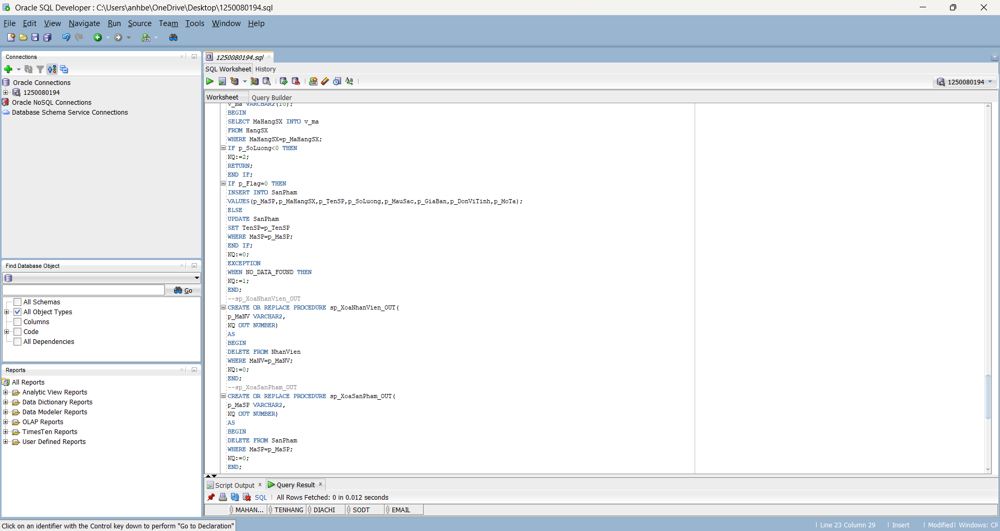 Oracle SQL Developer : C:\Users\anhbe\OneDrive\Desktop\1250080194.sql
File Edit View Navigate Run Source Team Tools Window Help
Connections
Oracle Connections
1250080194
Oracle NoSQL Connections
Database Schema Service Connections
Find Database Object
Go
All Schemas
All Object Types
Columns
Code
All Dependencies
Reports
All Reports
Analytic View Reports
Data Dictionary Reports
Data Modeler Reports
OLAP Reports
TimesTen Reports
User Defined Reports
1250080194.sql
SQL Worksheet History
1250080194
Worksheet Query Builder
v_ma VARCHAR2(10);
BEGIN
SELECT MaHangSX INTO v_ma
FROM HangSX
WHERE MaHangSX=p_MaHangSX;
IF p_SoLuong<0 THEN
KQ:=2;
RETURN;
END IF;
IF p_Flag=0 THEN
INSERT INTO SanPham
VALUES(p_MaSP,p_MaHangSX,p_TenSP,p_SoLuong,p_MauSac,p_GiaBan,p_DonViTinh,p_MoTa);
ELSE
UPDATE SanPham
SET TenSP=p_TenSP
WHERE MaSP=p_MaSP;
END IF;
KQ:=0;
EXCEPTION
WHEN NO_DATA_FOUND THEN
KQ:=1;
END;
--sp_XoaNhanVien_OUT
CREATE OR REPLACE PROCEDURE sp_XoaNhanVien_OUT(
p_MaNV VARCHAR2,
KQ OUT NUMBER)
AS
BEGIN
DELETE FROM NhanVien
WHERE MaNV=p_MaNV;
KQ:=0;
END;
--sp_XoaSanPham_OUT
CREATE OR REPLACE PROCEDURE sp_XoaSanPham_OUT(
p_MaSP VARCHAR2,
KQ OUT NUMBER)
AS
BEGIN
DELETE FROM SanPham
WHERE MaSP=p_MaSP;
KQ:=0;
END;
Script Output Query Result
SQL All Rows Fetched: 0 in 0.012 seconds
MAHAN... TENHANG DIACHI SODT EMAIL
Click on an identifier with the Control key down to perform "Go to Declaration"
Line 23 Column 29 Insert Modified Windows: CR